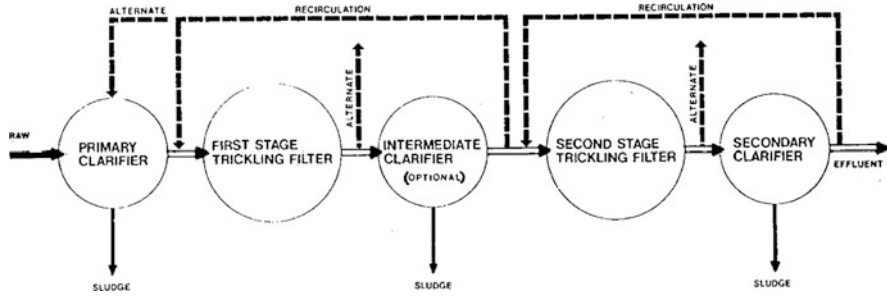 ALTERNATE
RECIRCULATION
RECIRCULATION
ALTERNATE
ALTERNATE
RAW
PRIMARY
CLARIFIER
FIRST STAGE
TRICKLING FILTER
INTERMEDIATE
CLARIFIER
(OPTIONAL)
SECOND STAGE
TRICKLING FILTER
SECONDARY
CLARIFIER
EFFLUENT
SLUDGE
SLUDGE
SLUDGE